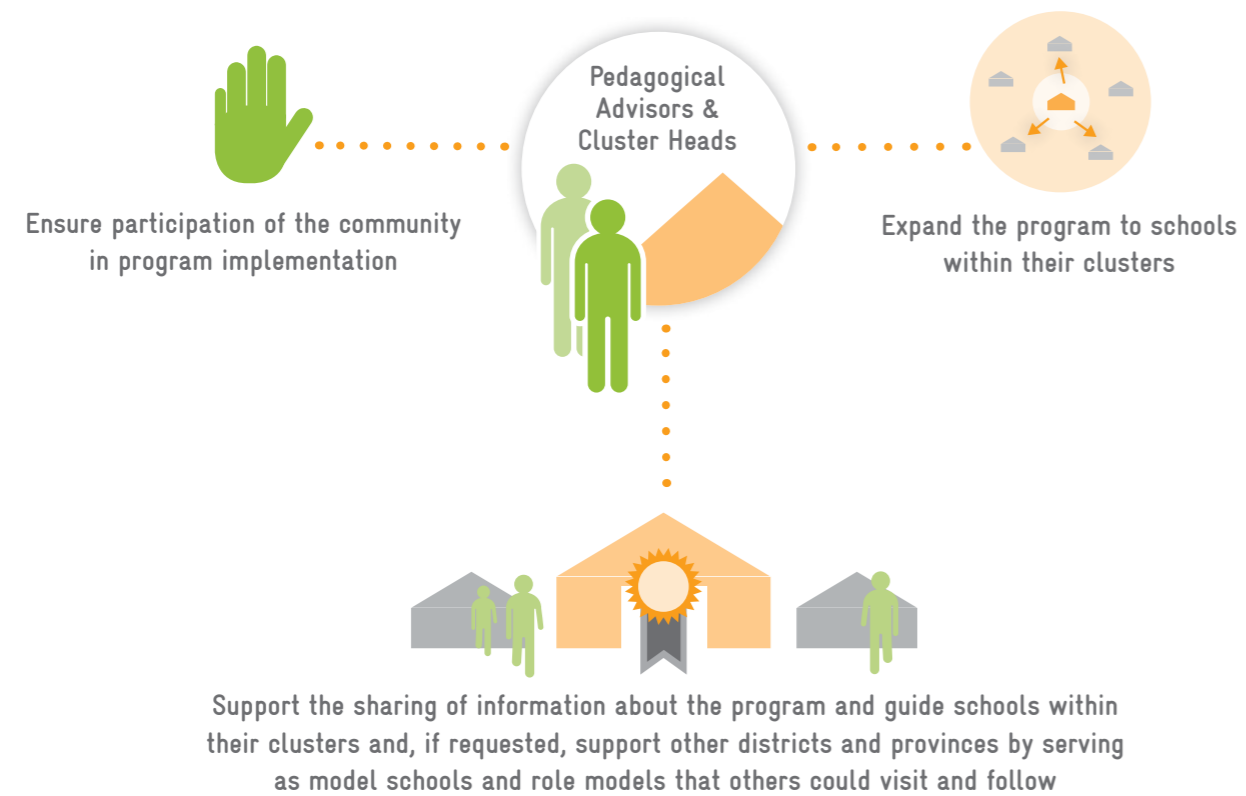 Pedagogical
Advisors &
Cluster Heads
Ensure participation of the community
in program implementation
Expand the program to schools
within their clusters
Support the sharing of information about the program and guide schools within
their clusters and, if requested, support other districts and provinces by serving
as model schools and role models that others could visit and follow